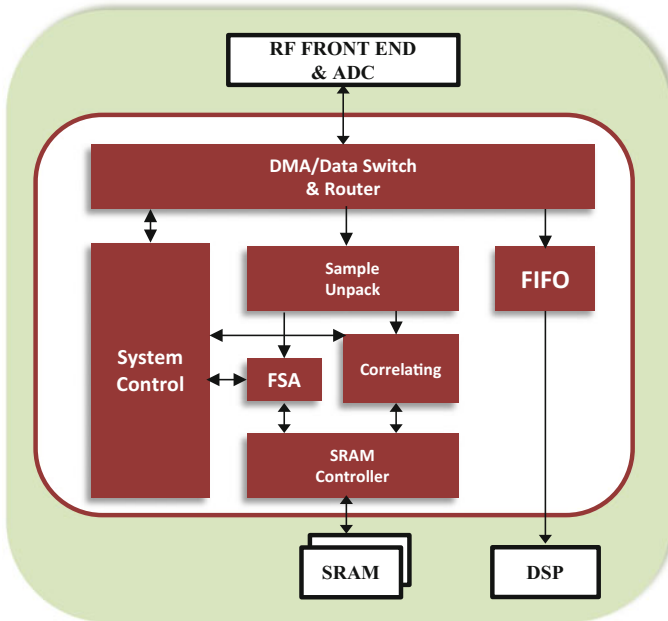 RF FRONT END
& ADC
DMA/Data Switch
& Router
Sample
Unpack
FIFO
System
Control
FSA
Correlating
SRAM
Controller
SRAM
DSP